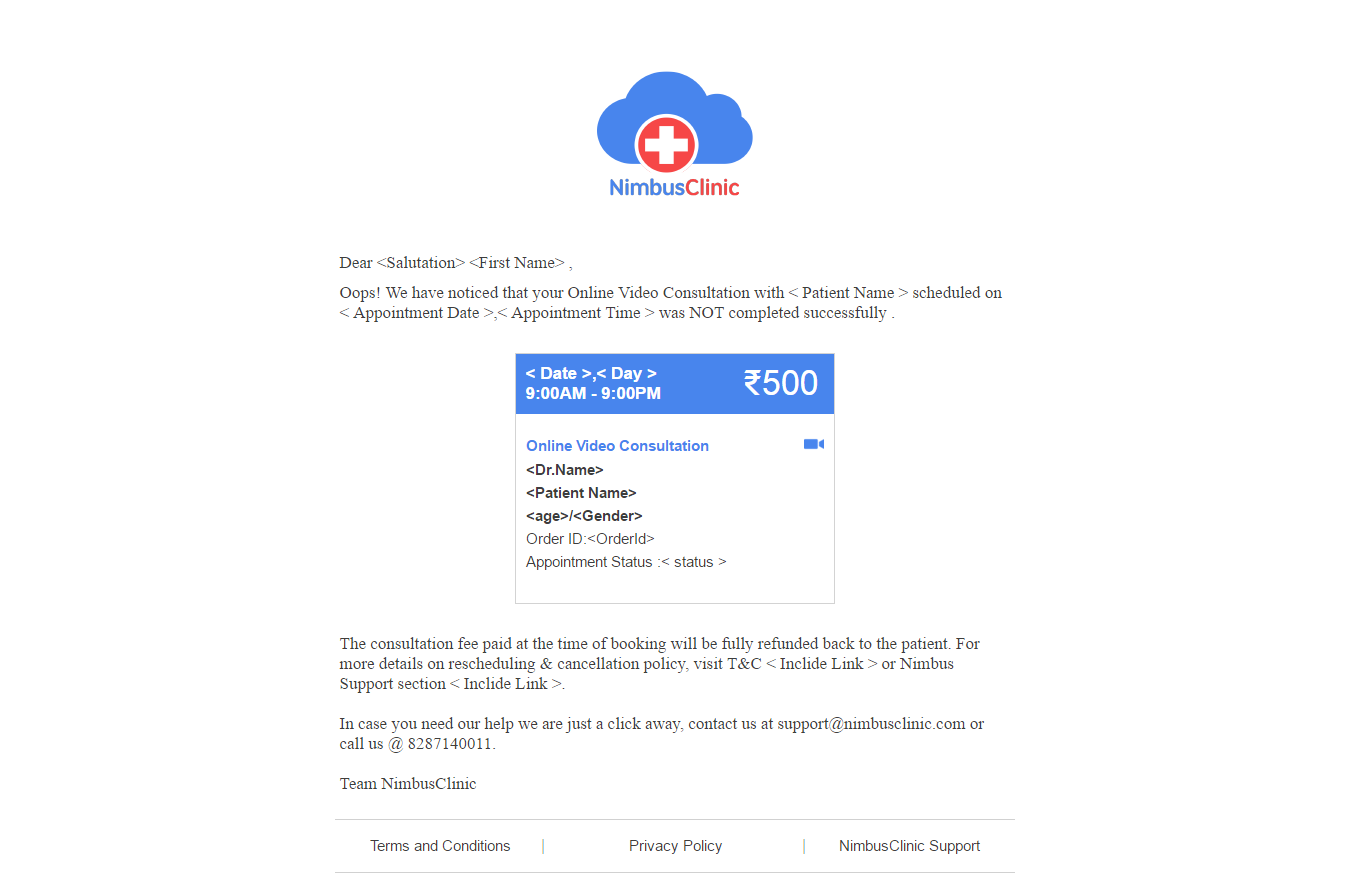 NimbusClinic
Dear <Salutation> <First Name> ,
Oops! We have noticed that your Online Video Consultation with < Patient Name > scheduled on
< Appointment Date >,< Appointment Time > was NOT completed successfully .
< Date >,< Day >
9:00AM - 9:00PM
₹500
Online Video Consultation
<Dr.Name>
<Patient Name>
<age>/<Gender>
Order ID:<OrderId>
Appointment Status :< status >
The consultation fee paid at the time of booking will be fully refunded back to the patient. For
more details on rescheduling & cancellation policy, visit T&C < Inclide Link > or Nimbus
Support section < Inclide Link >.
In case you need our help we are just a click away, contact us at support@nimbusclinic.com or
call us @ 8287140011.
Team NimbusClinic
Terms and Conditions | Privacy Policy | NimbusClinic Support